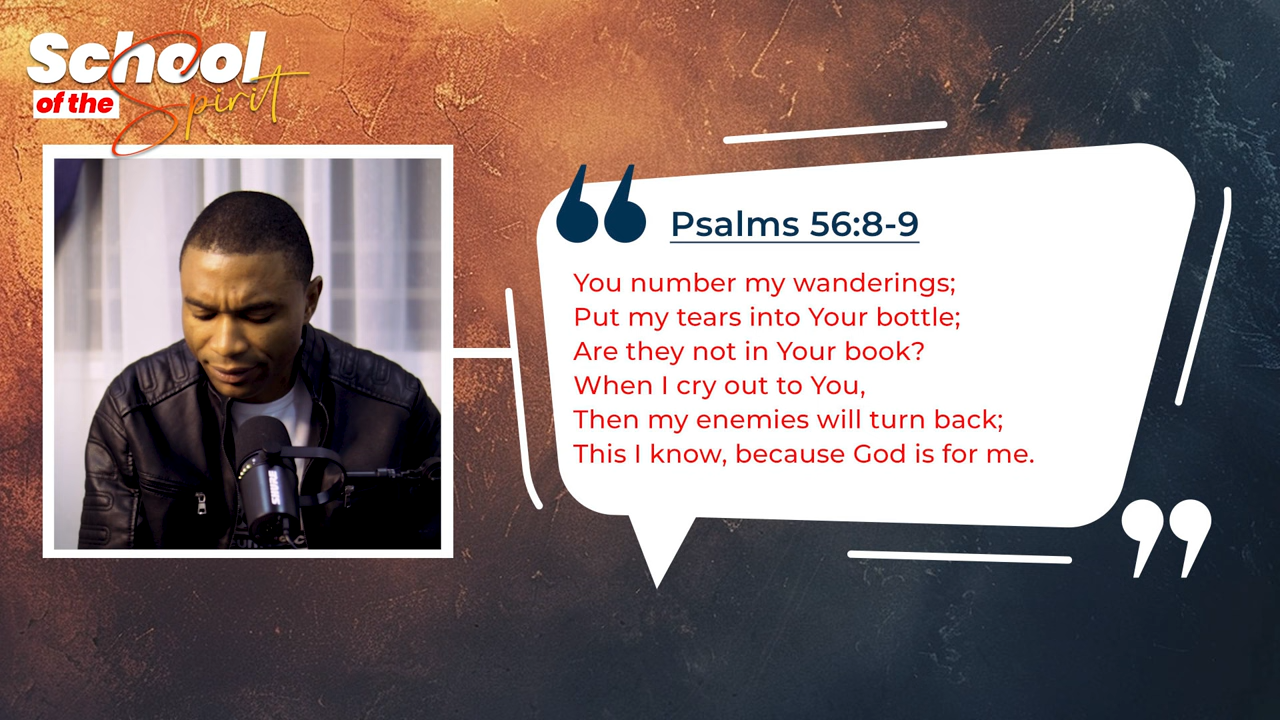 School
of the
Spirit
Psalms 56:8-9
You number my wanderings;
Put my tears into Your bottle;
Are they not in Your book?
When I cry out to You,
Then my enemies will turn back;
This I know, because God is for me.